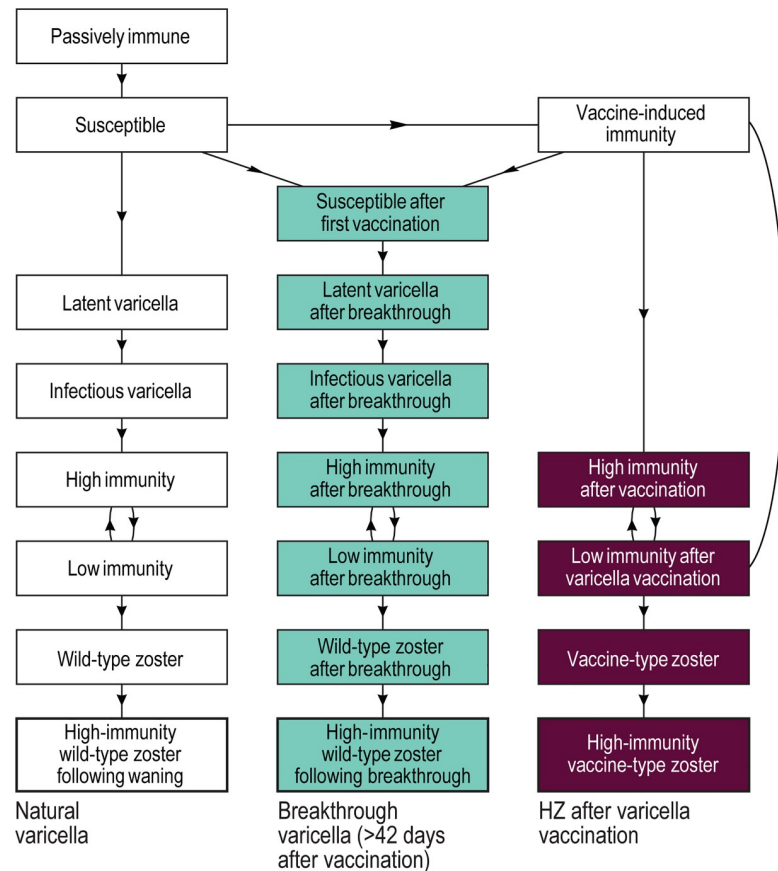 Passively immune
Susceptible
Vaccine-induced
immunity
Susceptible after
first vaccination
Latent varicella
Latent varicella
after breakthrough
Infectious varicella
Infectious varicella
after breakthrough
High immunity
High immunity
after breakthrough
High immunity
after vaccination
Low immunity
Low immunity
after breakthrough
Low immunity after
varicella vaccination
Wild-type zoster
Wild-type zoster
after breakthrough
Vaccine-type zoster
High-immunity
wild-type zoster
following waning
High-immunity
wild-type zoster
following breakthrough
High-immunity
vaccine-type zoster
Natural
varicella
Breakthrough
varicella (>42 days
after vaccination)
HZ after varicella
vaccination